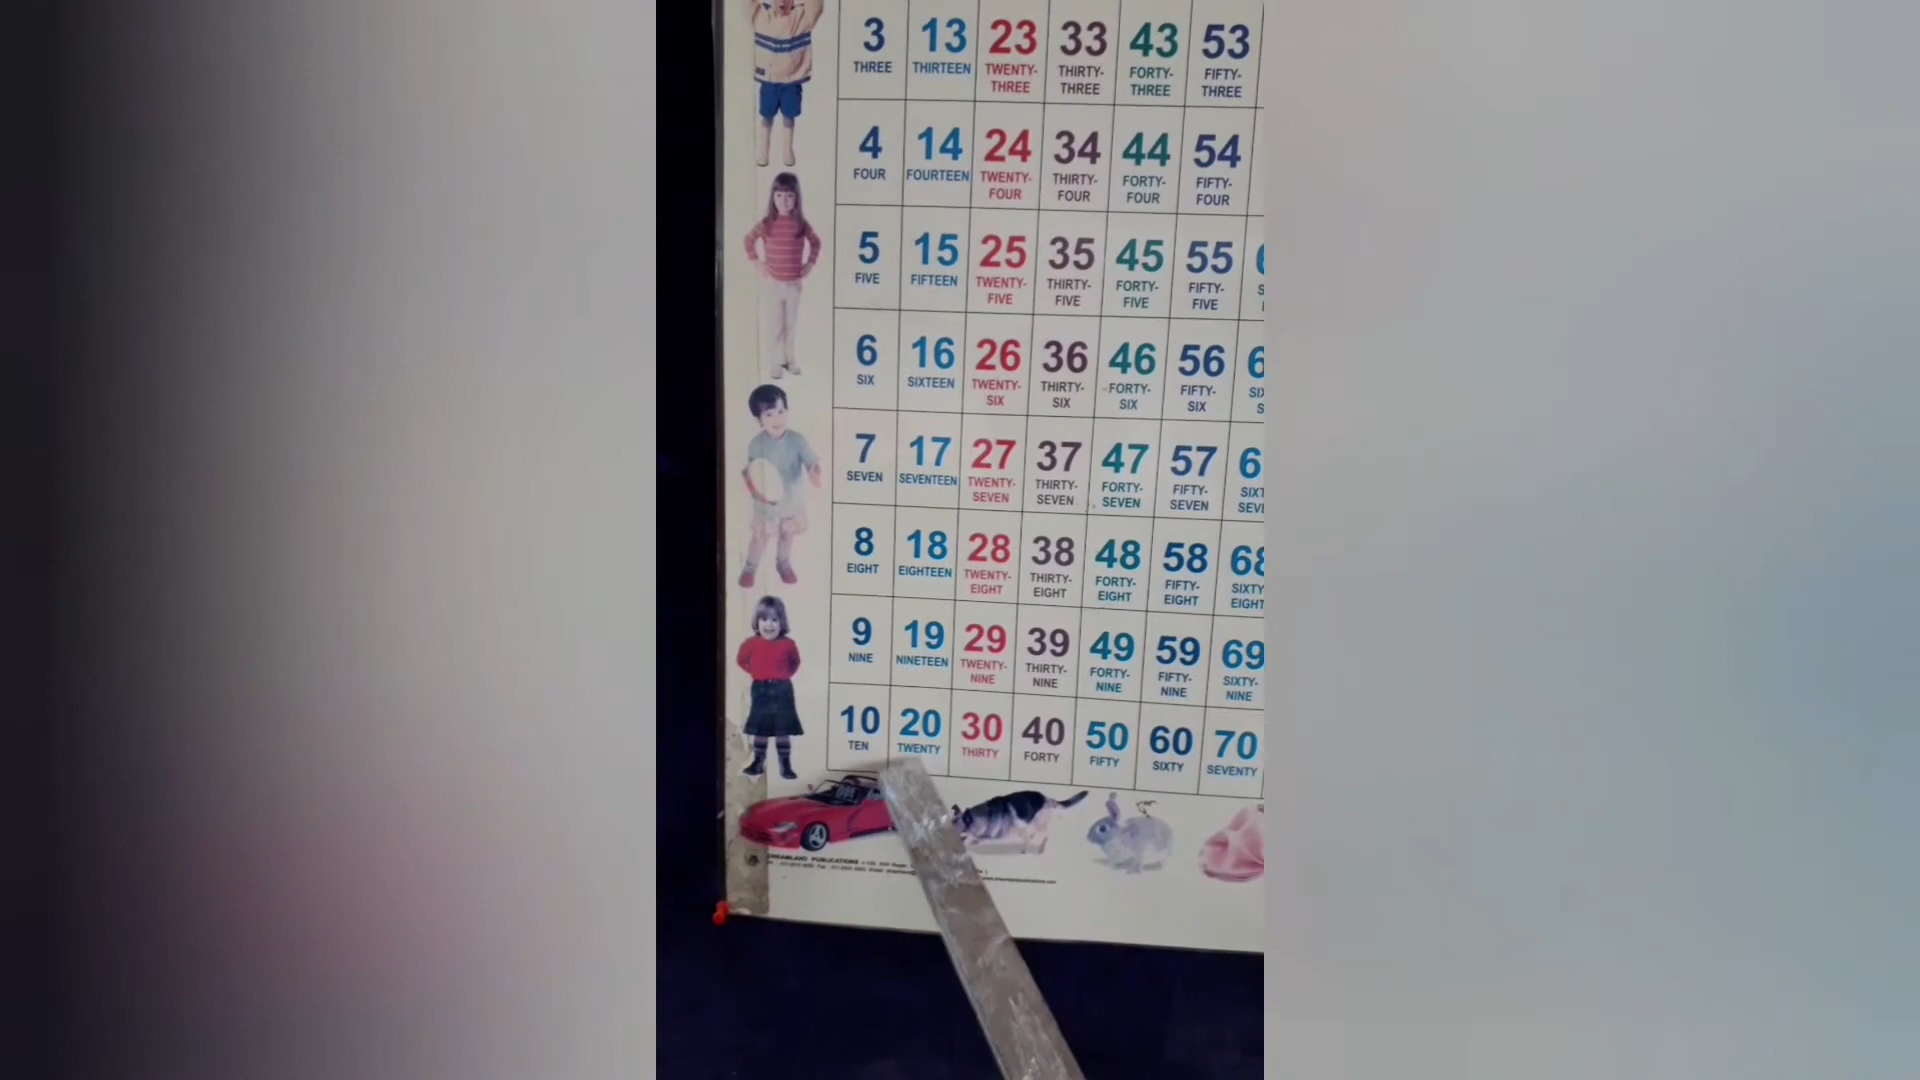 3 13 23 33 43 53
THREE THIRTEEN TWENTY- THIRTY- FORTY- FIFTY-
THREE THREE THREE THREE
4 14 24 34 44 54
FOUR FOURTEEN TWENTY- THIRTY- FORTY- FIFTY-
FOUR FOUR FOUR FOUR
5 15 25 35 45 55
FIVE FIFTEEN TWENTY- THIRTY- FORTY- FIFTY-
FIVE FIVE FIVE FIVE
6 16 26 36 46 56
SIX SIXTEEN TWENTY- THIRTY- FORTY- FIFTY-
SIX SIX SIX SIX
7 17 27 37 47 57
SEVEN SEVENTEEN TWENTY- THIRTY- FORTY- FIFTY-
SEVEN SEVEN SEVEN SEVEN
8 18 28 38 48 58 68
EIGHT EIGHTEEN TWENTY- THIRTY- FORTY- FIFTY- SIXTY
EIGHT EIGHT EIGHT EIGHT EIGHT
9 19 29 39 49 59 69
NINE NINETEEN TWENTY- THIRTY- FORTY- FIFTY- SIXTY-
NINE NINE NINE NINE NINE
10 20 30 40 50 60 70
TEN TWENTY THIRTY FORTY FIFTY SIXTY SEVENTY
DREAMLAND PUBLICATIONS